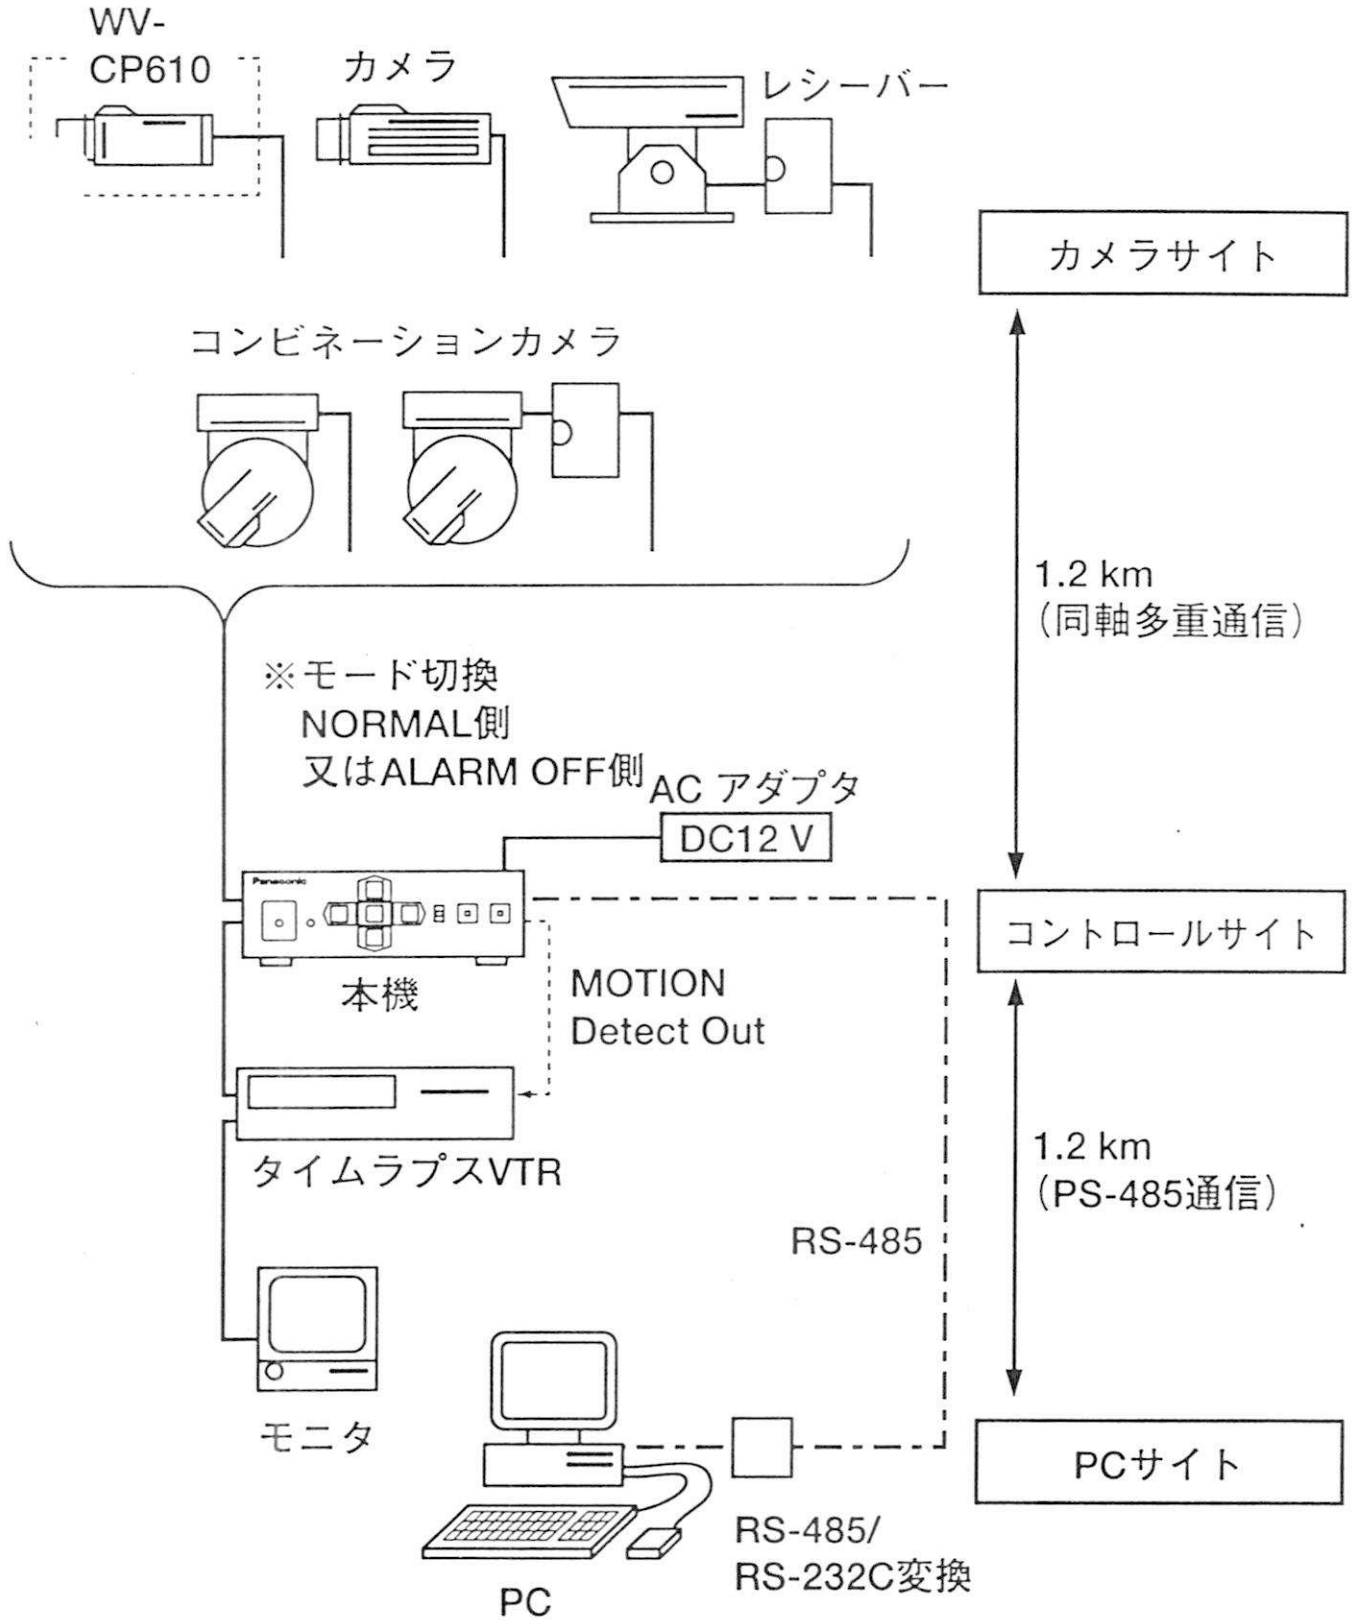 WV-
CP610
カメラ
レシーバー
カメラサイト
コンビネーションカメラ
1.2 km
（同軸多重通信）
※モード切換
NORMAL側
又はALARM OFF側
AC アダプタ
DC12 V
Panasonic
コントロールサイト
本機
MOTION
Detect Out
タイムラプスVTR
1.2 km
（PS-485通信）
RS-485
モニタ
PCサイト
RS-485/
RS-232C変換
PC